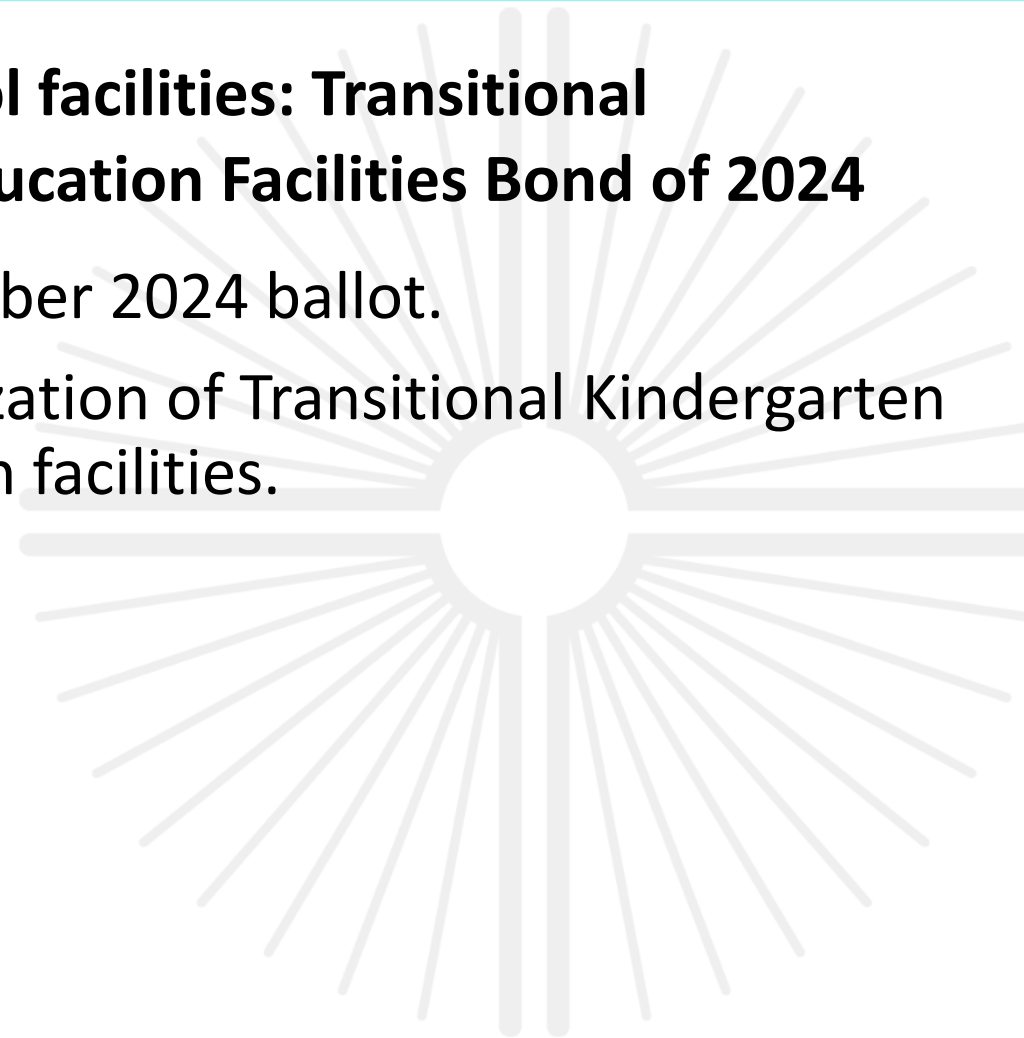 l facilities: Transitional
ucation Facilities Bond of 2024
ber 2024 ballot.
zation of Transitional Kindergarten
facilities.